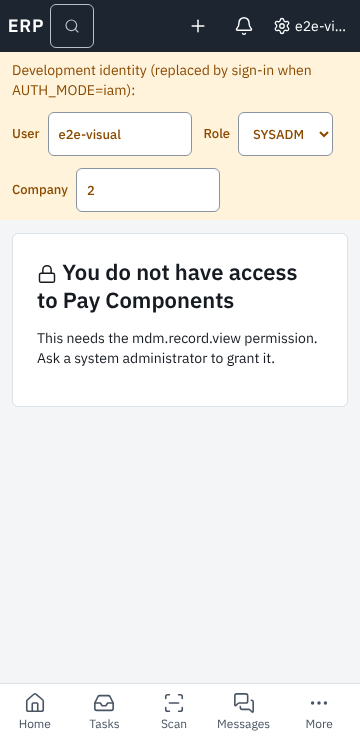 ERP
e2e-vi...
Development identity (replaced by sign-in when
AUTH_MODE=iam):
User
e2e-visual
Role
SYSADM
Company
2
You do not have access
to Pay Components
This needs the mdm.record.view permission.
Ask a system administrator to grant it.
Home
Tasks
Scan
Messages
More